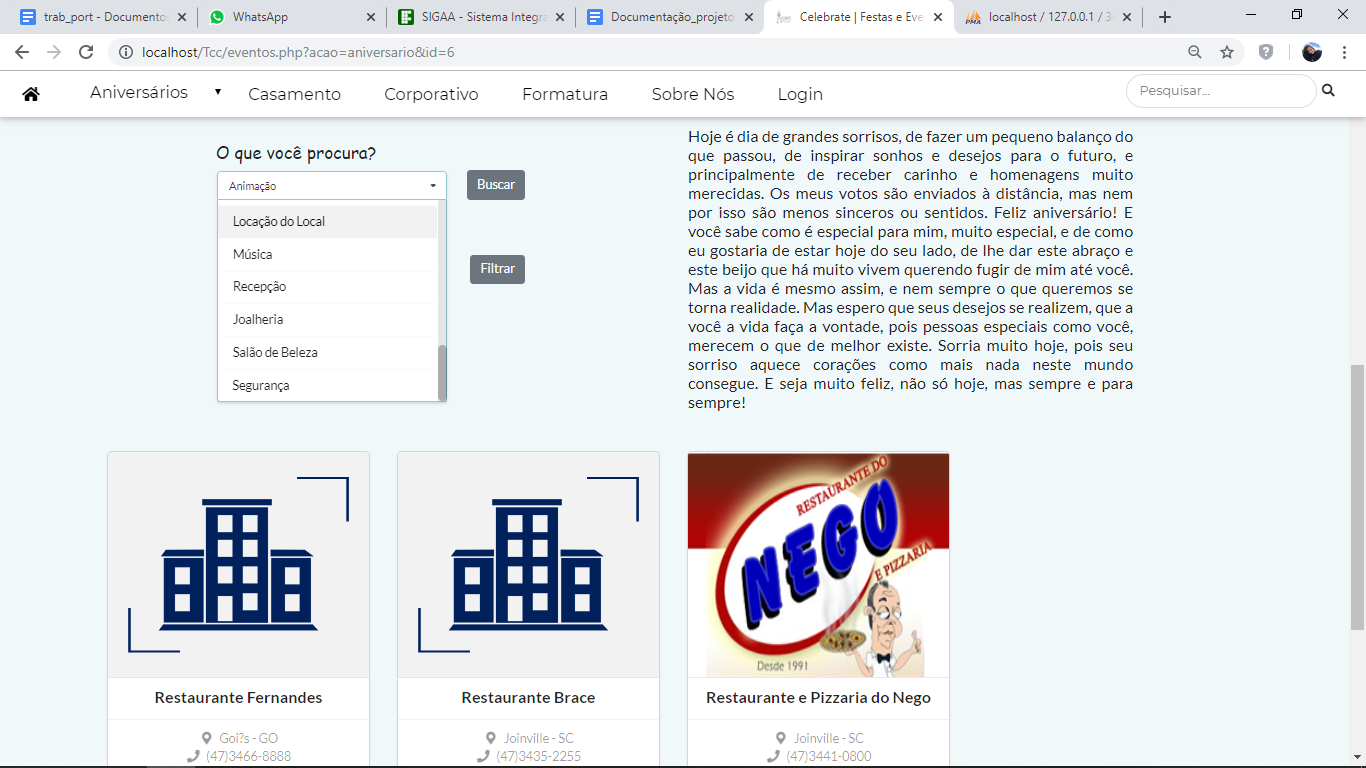 trab_port - Documento
WhatsApp
SIGAA - Sistema Integra
Documentação_projeto
Celebrate | Festas e Eve
localhost / 127.0.0.1 / 3
localhost/Tcc/eventos.php?acao=aniversario&id=6
Aniversários
Casamento
Corporativo
Formatura
Sobre Nós
Login
Pesquisar...
O que você procura?
Animação
Buscar
Locação do Local
Música
Recepção
Joalheria
Salão de Beleza
Segurança
Filtrar
Hoje é dia de grandes sorrisos, de fazer um pequeno balanço do
que passou, de inspirar sonhos e desejos para o futuro, e
principalmente de receber carinho e homenagens muito
merecidas. Os meus votos são enviados à distância, mas nem
por isso são menos sinceros ou sentidos. Feliz aniversário! E
você sabe como é especial para mim, muito especial, e de como
eu gostaria de estar hoje do seu lado, de lhe dar este abraço e
este beijo que há muito vivem querendo fugir de mim até você.
Mas a vida é mesmo assim, e nem sempre o que queremos se
torna realidade. Mas espero que seus desejos se realizem, que a
você a vida faça a vontade, pois pessoas especiais como você,
merecem o que de melhor existe. Sorria muito hoje, pois seu
sorriso aquece corações como mais nada neste mundo
consegue. E seja muito feliz, não só hoje, mas sempre e para
sempre!
Restaurante Fernandes
Goi?s - GO
(47)3466-8888
Restaurante Brace
Joinville - SC
(47)3435-2255
RESTAURANTE DO
NEGO
E PIZZARIA
Desde 1991
Restaurante e Pizzaria do Nego
Joinville - SC
(47)3441-0800